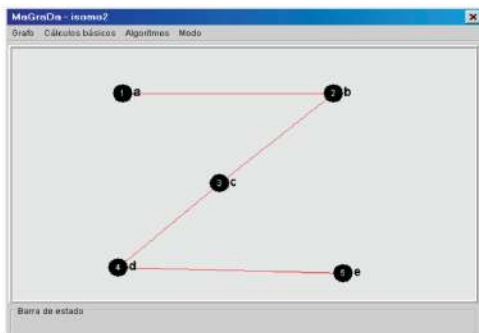 MaGraDa - isomo2
Grafo Cálculos básicos Algoritmos Modo
1 a
2 b
3 c
4 d
5 e
Barra de estado